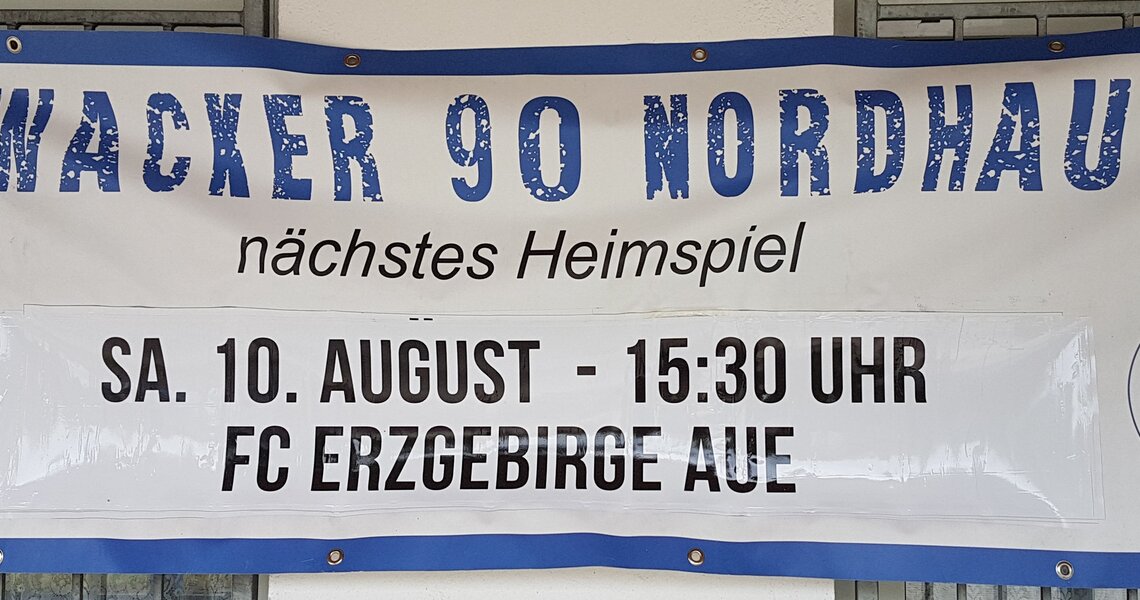 WACKER 90 NORDHAU
nächstes Heimspiel
SA. 10. AUGUST - 15:30 UHR
FC ERZGEBIRGE AUE